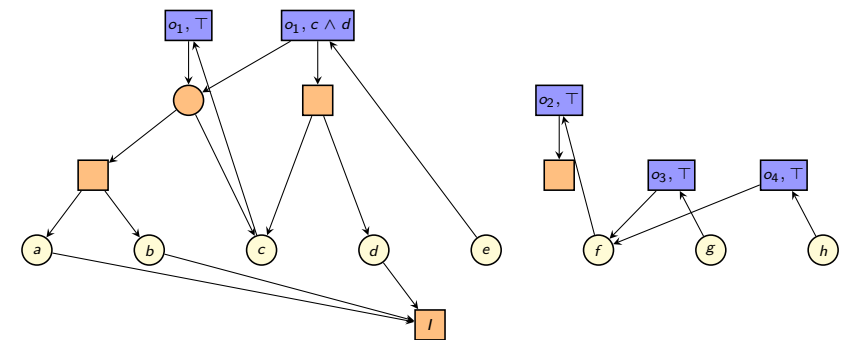 o₁, ⊤
o₁, c ∧ d
o₂, ⊤
o₃, ⊤
o₄, ⊤
a
b
c
d
e
f
g
h
I